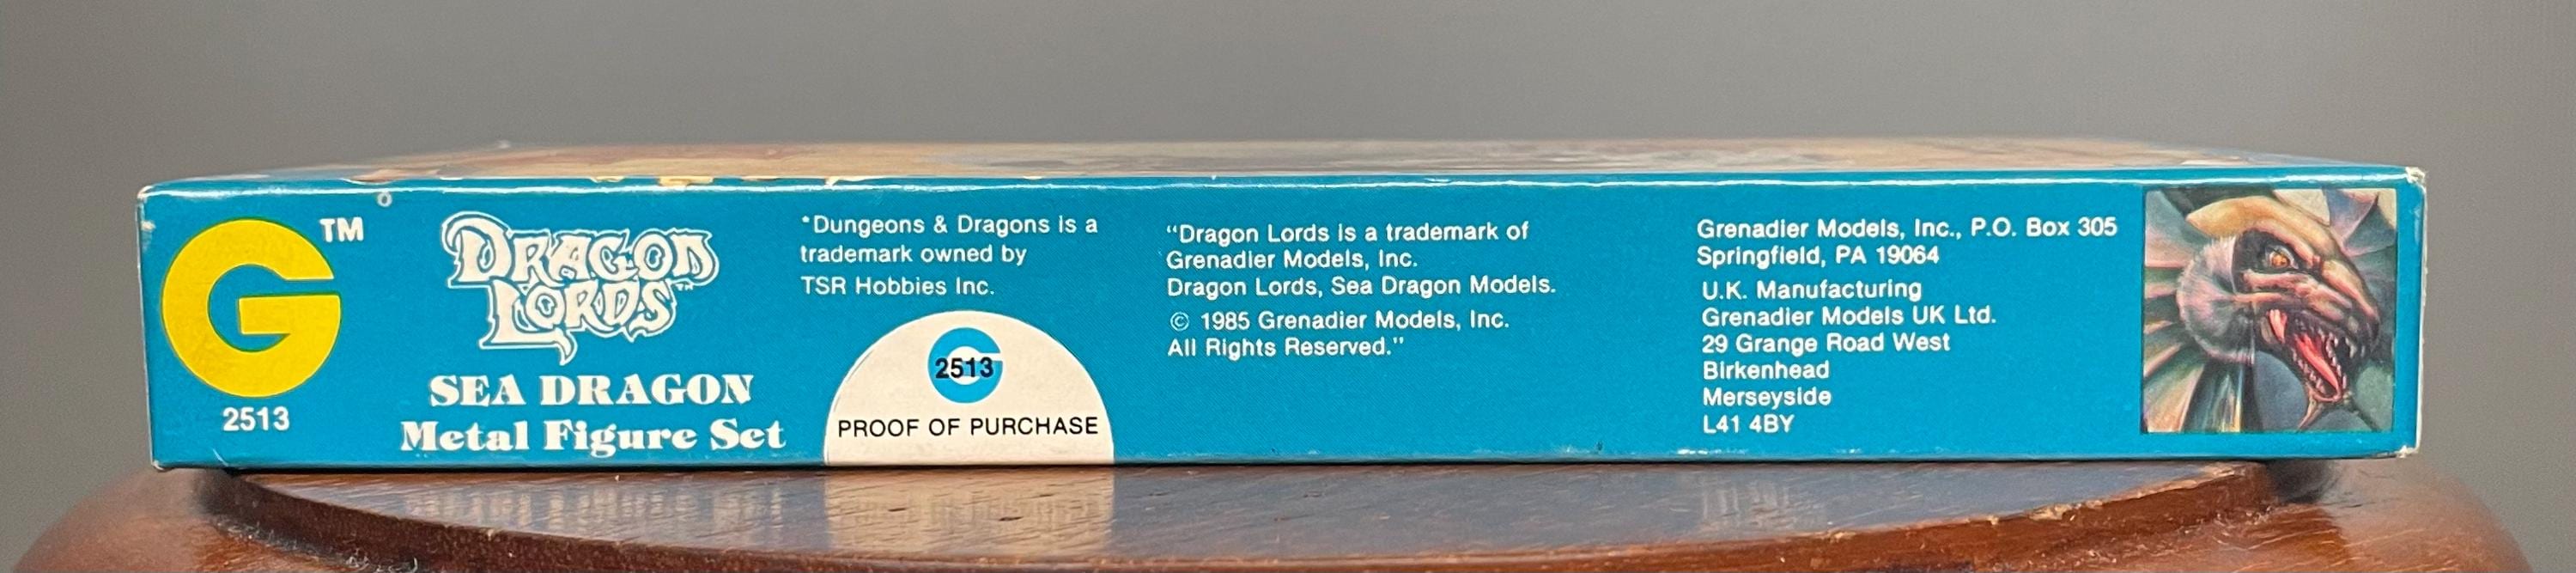 G TM
2513
DRAGON
LORDS™
SEA DRAGON
Metal Figure Set
*Dungeons & Dragons is a
trademark owned by
TSR Hobbies Inc.
2513
PROOF OF PURCHASE
"Dragon Lords is a trademark of
Grenadier Models, Inc.
Dragon Lords, Sea Dragon Models.
© 1985 Grenadier Models, Inc.
All Rights Reserved."
Grenadier Models, Inc., P.O. Box 305
Springfield, PA 19064
U.K. Manufacturing
Grenadier Models UK Ltd.
29 Grange Road West
Birkenhead
Merseyside
L41 4BY